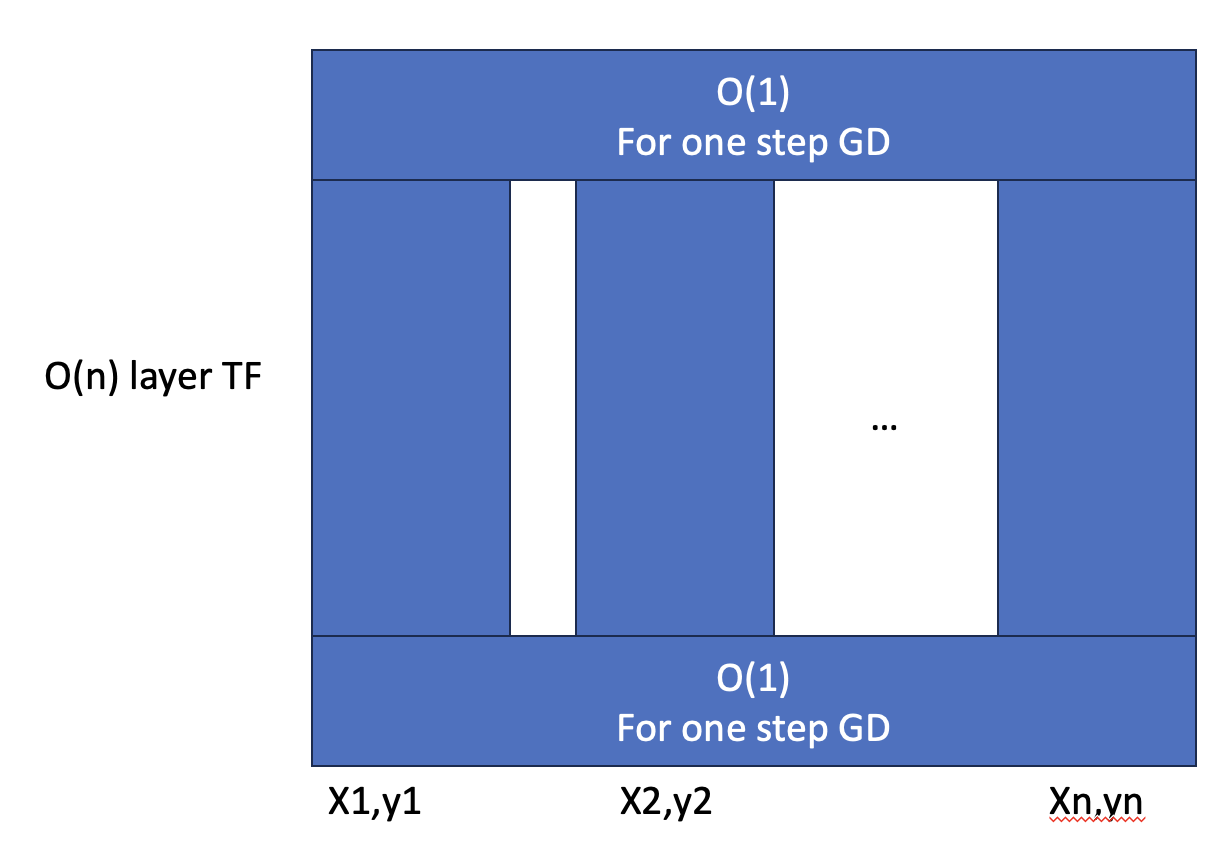 O(1)
For one step GD
O(n) layer TF
...
O(1)
For one step GD
X1,y1
X2,y2
Xn,yn